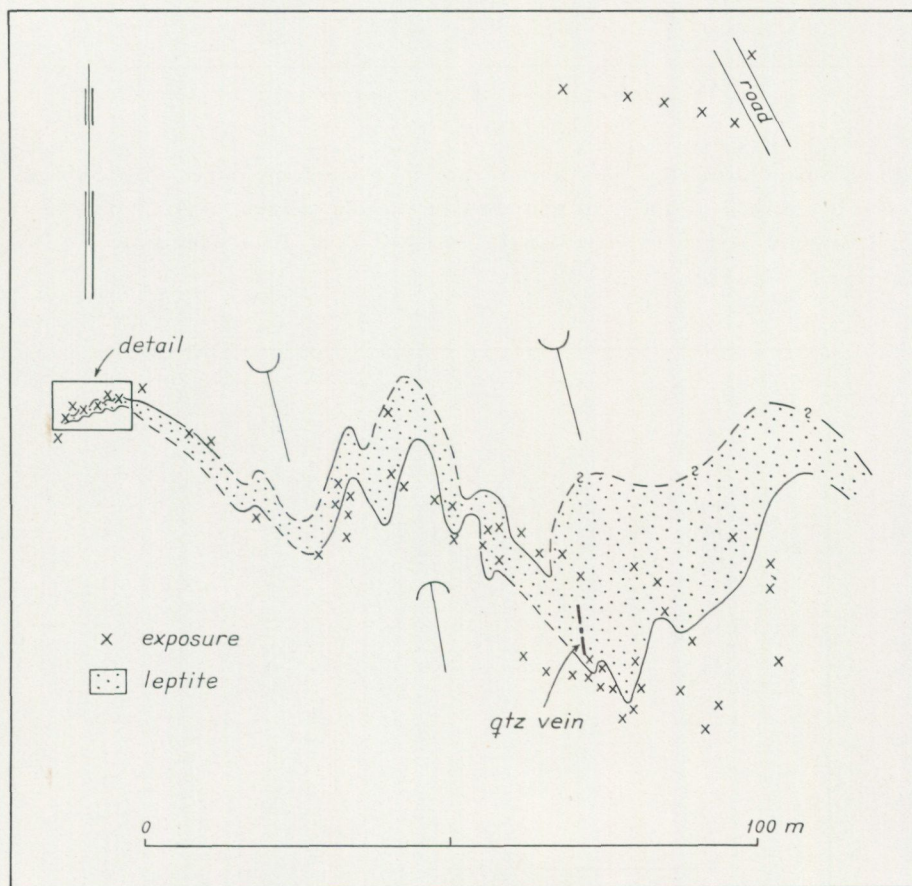 road
detail
?
?
?
x exposure
leptite
qtz vein
0 100 m